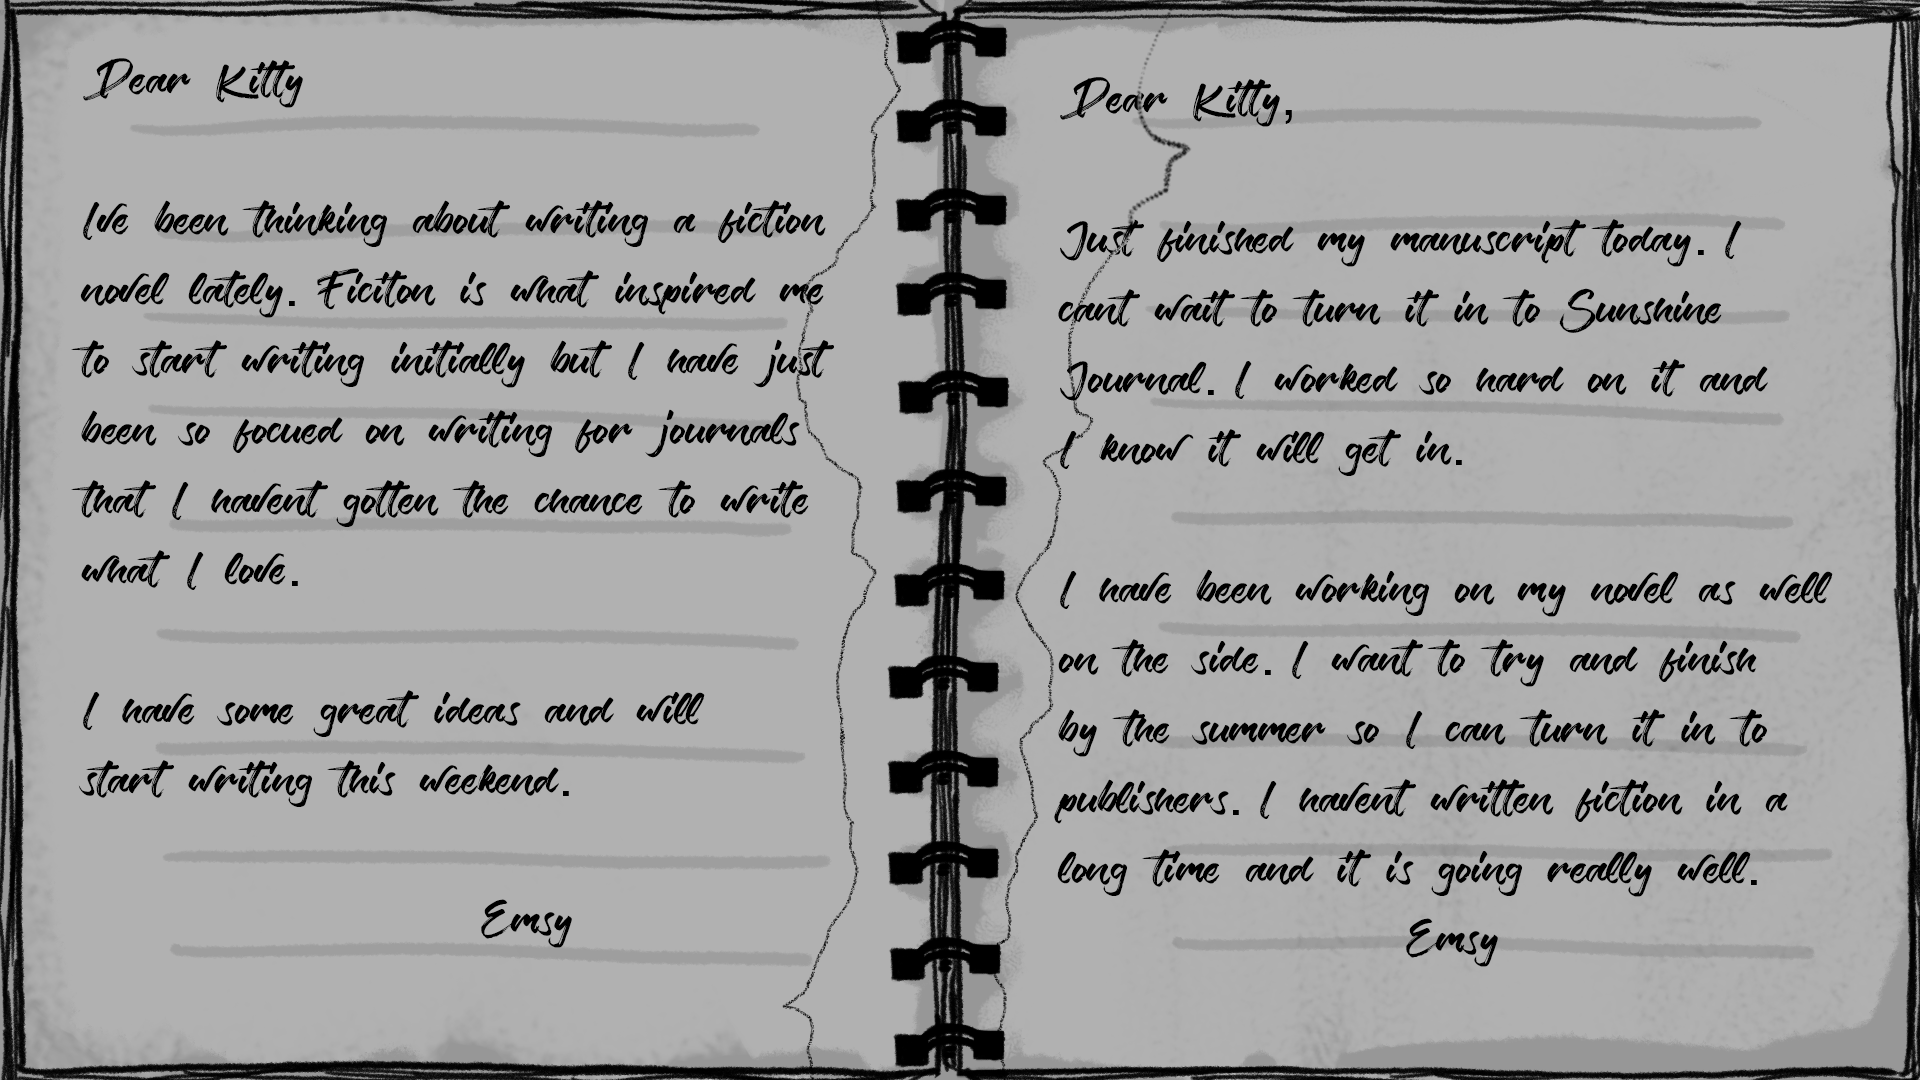 Dear Kitty
Ive been thinking about writing a fiction
novel lately. Ficiton is what inspired me
to start writing initially but I have just
been so focued on writing for journals
that I havent gotten the chance to write
what I love.
I have some great ideas and will
start writing this weekend.
Emsy
Dear Kitty,
Just finished my manuscript today. I
cant wait to turn it in to Sunshine
Journal. I worked so hard on it and
I know it will get in.
I have been working on my novel as well
on the side. I want to try and finish
by the summer so I can turn it in to
publishers. I havent written fiction in a
long time and it is going really well.
Emsy